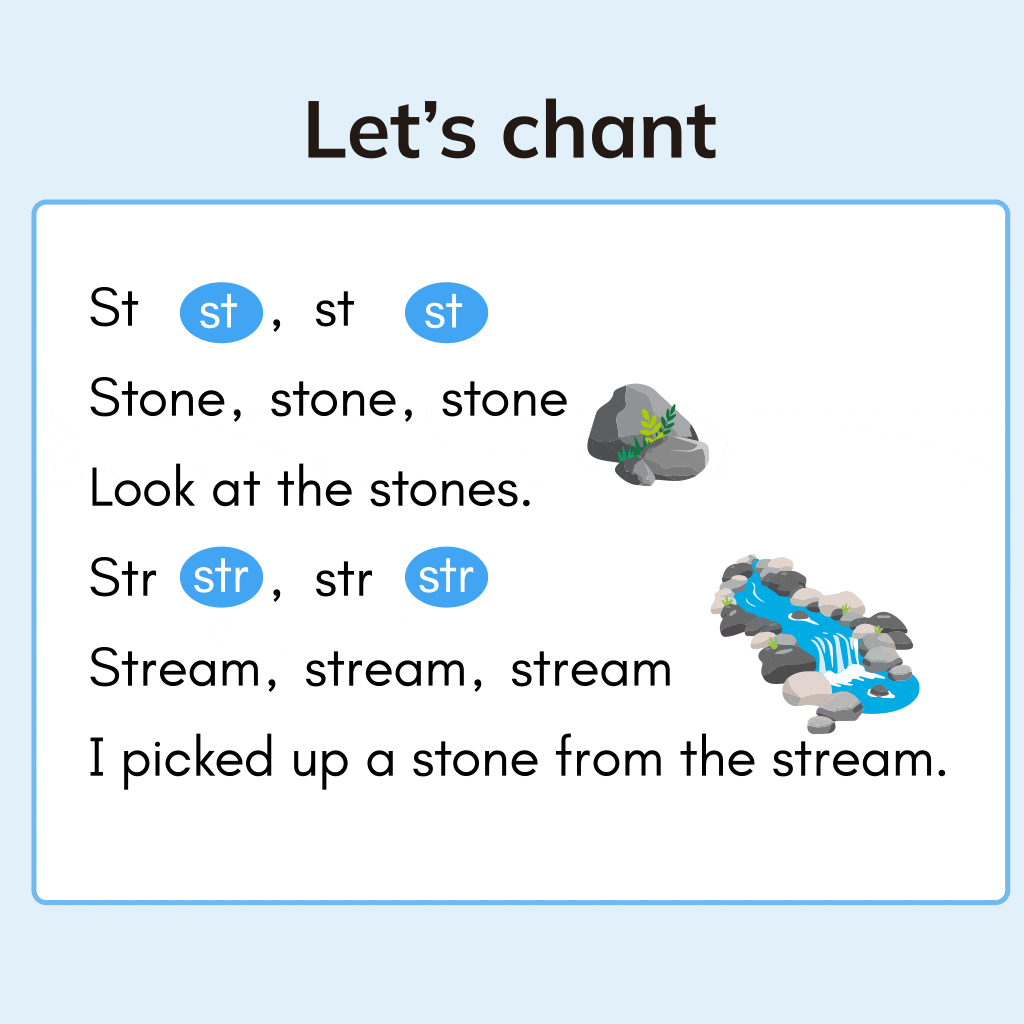 Let’s chant
St st, st st
Stone, stone, stone
Look at the stones.
Str str, str str
Stream, stream, stream
I picked up a stone from the stream.